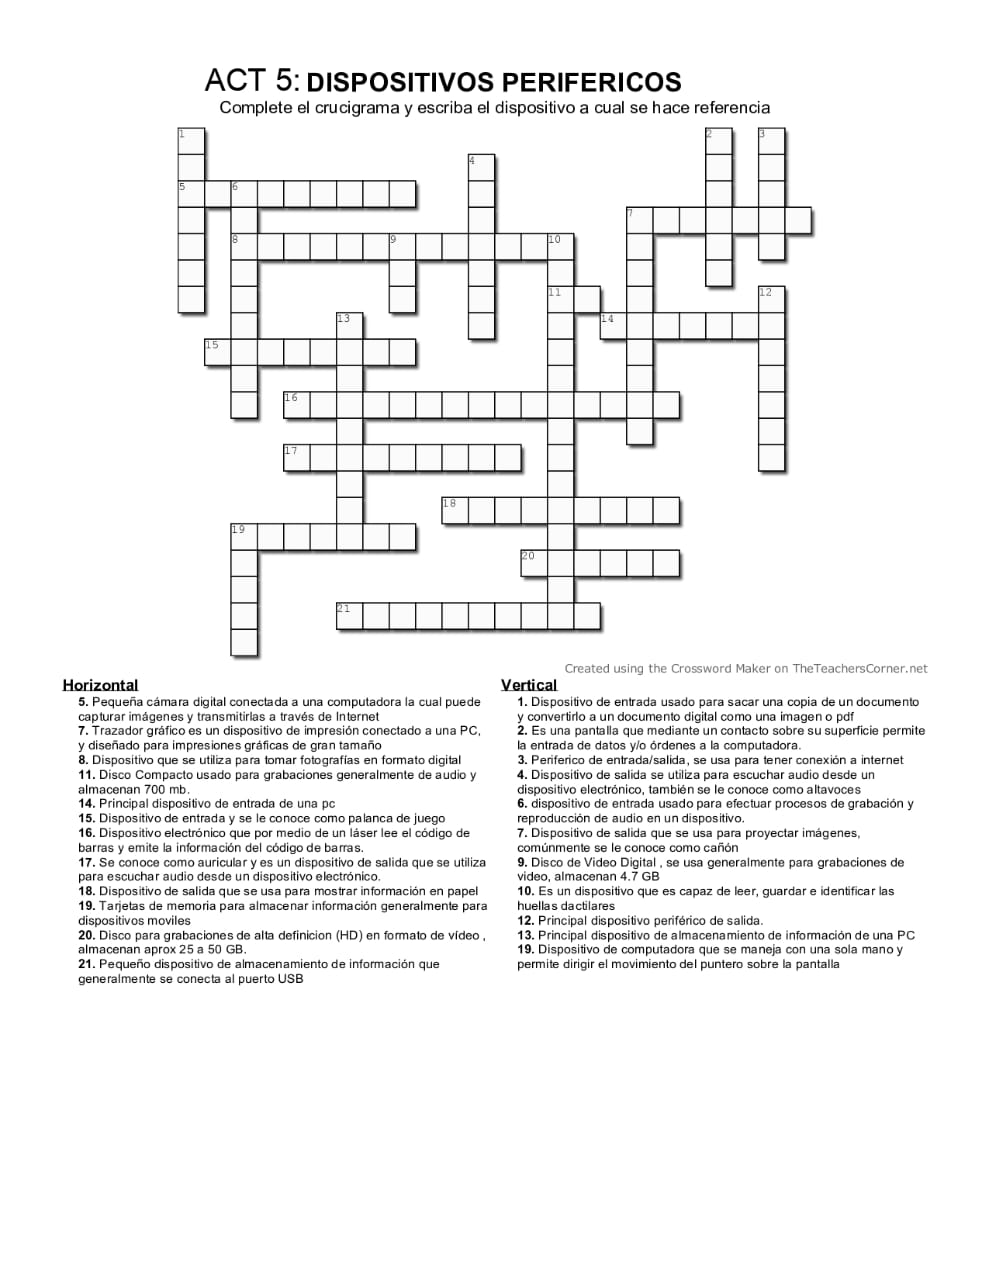 ACT 5: DISPOSITIVOS PERIFERICOS
Complete el crucigrama y escriba el dispositivo a cual se hace referencia
1
2
3
4
5
6
7
8
9
10
11
12
13
14
15
16
17
18
19
20
21
Created using the Crossword Maker on TheTeachersCorner.net
Horizontal
5. Pequeña cámara digital conectada a una computadora la cual puede
capturar imágenes y transmitirlas a través de Internet
7. Trazador gráfico es un dispositivo de impresión conectado a una PC,
y diseñado para impresiones gráficas de gran tamaño
8. Dispositivo que se utiliza para tomar fotografías en formato digital
11. Disco Compacto usado para grabaciones generalmente de audio y
almacenan 700 mb.
14. Principal dispositivo de entrada de una pc
15. Dispositivo de entrada y se le conoce como palanca de juego
16. Dispositivo electrónico que por medio de un láser lee el código de
barras y emite la información del código de barras.
17. Se conoce como auricular y es un dispositivo de salida que se utiliza
para escuchar audio desde un dispositivo electrónico.
18. Dispositivo de salida que se usa para mostrar información en papel
19. Tarjetas de memoria para almacenar información generalmente para
dispositivos moviles
20. Disco para grabaciones de alta definicion (HD) en formato de vídeo ,
almacenan aprox 25 a 50 GB.
21. Pequeño dispositivo de almacenamiento de información que
generalmente se conecta al puerto USB
Vertical
1. Dispositivo de entrada usado para sacar una copia de un documento
y convertirlo a un documento digital como una imagen o pdf
2. Es una pantalla que mediante un contacto sobre su superficie permite
la entrada de datos y/o órdenes a la computadora.
3. Periferico de entrada/salida, se usa para tener conexión a internet
4. Dispositivo de salida se utiliza para escuchar audio desde un
dispositivo electrónico, también se le conoce como altavoces
6. dispositivo de entrada usado para efectuar procesos de grabación y
reproducción de audio en un dispositivo.
7. Dispositivo de salida que se usa para proyectar imágenes,
comúnmente se le conoce como cañón
9. Disco de Video Digital , se usa generalmente para grabaciones de
video, almacenan 4.7 GB
10. Es un dispositivo que es capaz de leer, guardar e identificar las
huellas dactilares
12. Principal dispositivo periférico de salida.
13. Principal dispositivo de almacenamiento de información de una PC
19. Dispositivo de computadora que se maneja con una sola mano y
permite dirigir el movimiento del puntero sobre la pantalla